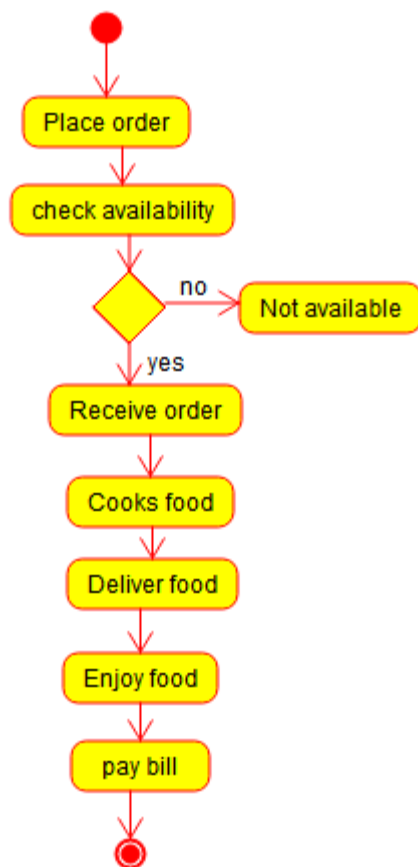 Place order
check availability
no
Not available
yes
Receive order
Cooks food
Deliver food
Enjoy food
pay bill